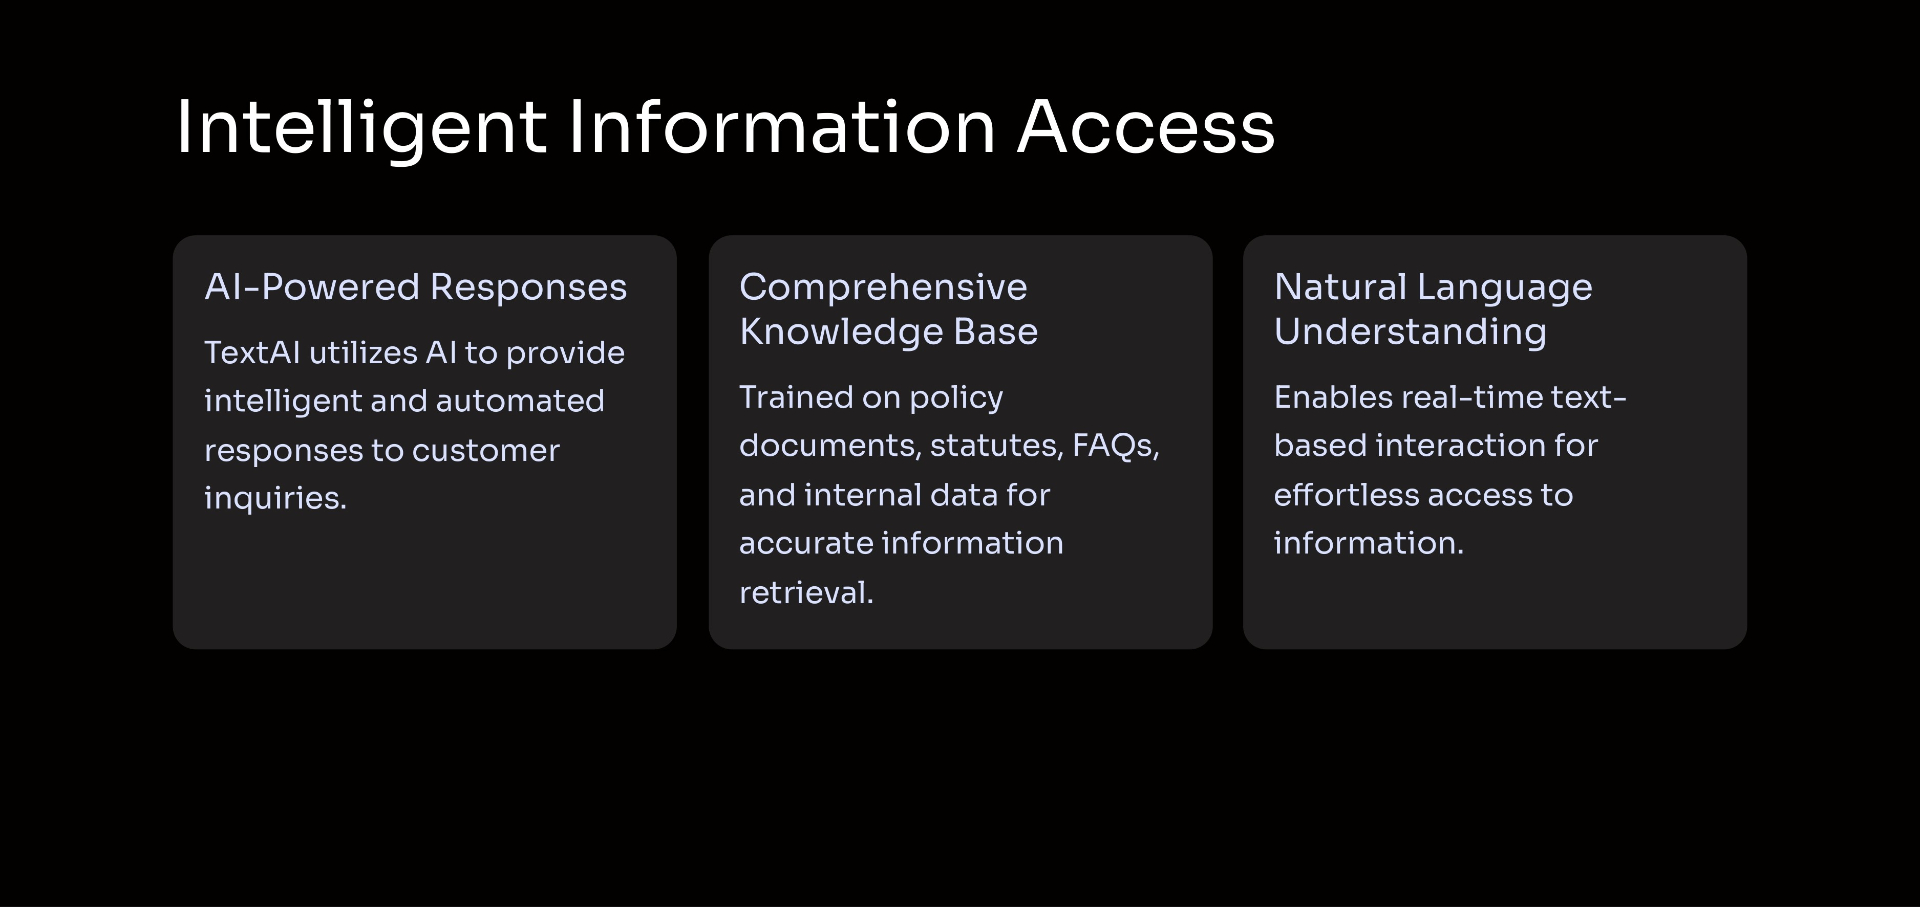 Intelligent Information Access
AI-Powered Responses
TextAI utilizes AI to provide
intelligent and automated
responses to customer
inquiries.
Comprehensive
Knowledge Base
Trained on policy
documents, statutes, FAQs,
and internal data for
accurate information
retrieval.
Natural Language
Understanding
Enables real-time text-
based interaction for
effortless access to
information.